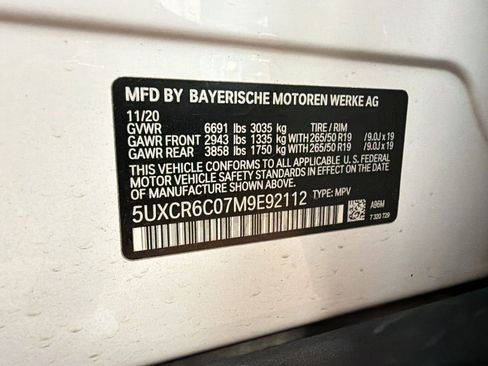 MFD BY BAYERISCHE MOTOREN WERKE AG
11/20
GVWR 6691 lbs 3035 kg TIRE / RIM
GAWR FRONT 2943 lbs 1335 kg WITH 265/50 R19 /9.0J x 19
GAWR REAR 3858 lbs 1750 kg WITH 265/50 R19 /9.0J x 19
THIS VEHICLE CONFORMS TO ALL APPLICABLE U. S. FEDERAL
MOTOR VEHICLE SAFETY STANDARDS IN EFFECT ON THE DATE
OF MANUFACTURE SHOWN ABOVE.
5UXCR6C07M9E92112 TYPE: MPV
A96M
7 320 729